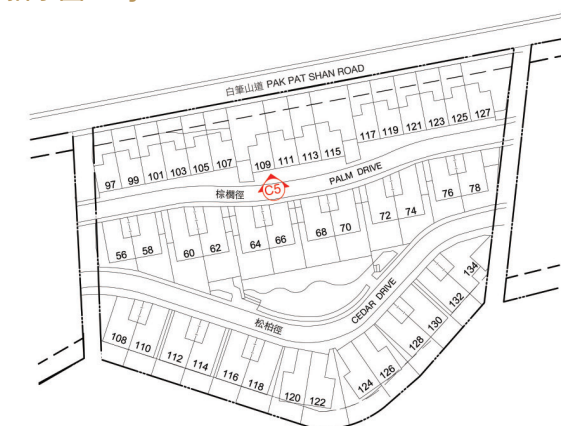 白筆山道 PAK PAT SHAN ROAD
97 99 101 103 105 107 109 111 113 115 117 119 121 123 125 127
棕櫚徑 C5 PALM DRIVE
56 58 60 62 64 66 68 70 72 74 76 78
松柏徑 CEDAR DRIVE
108 110 112 114 116 118 120 122 124 126 128 130 132 134